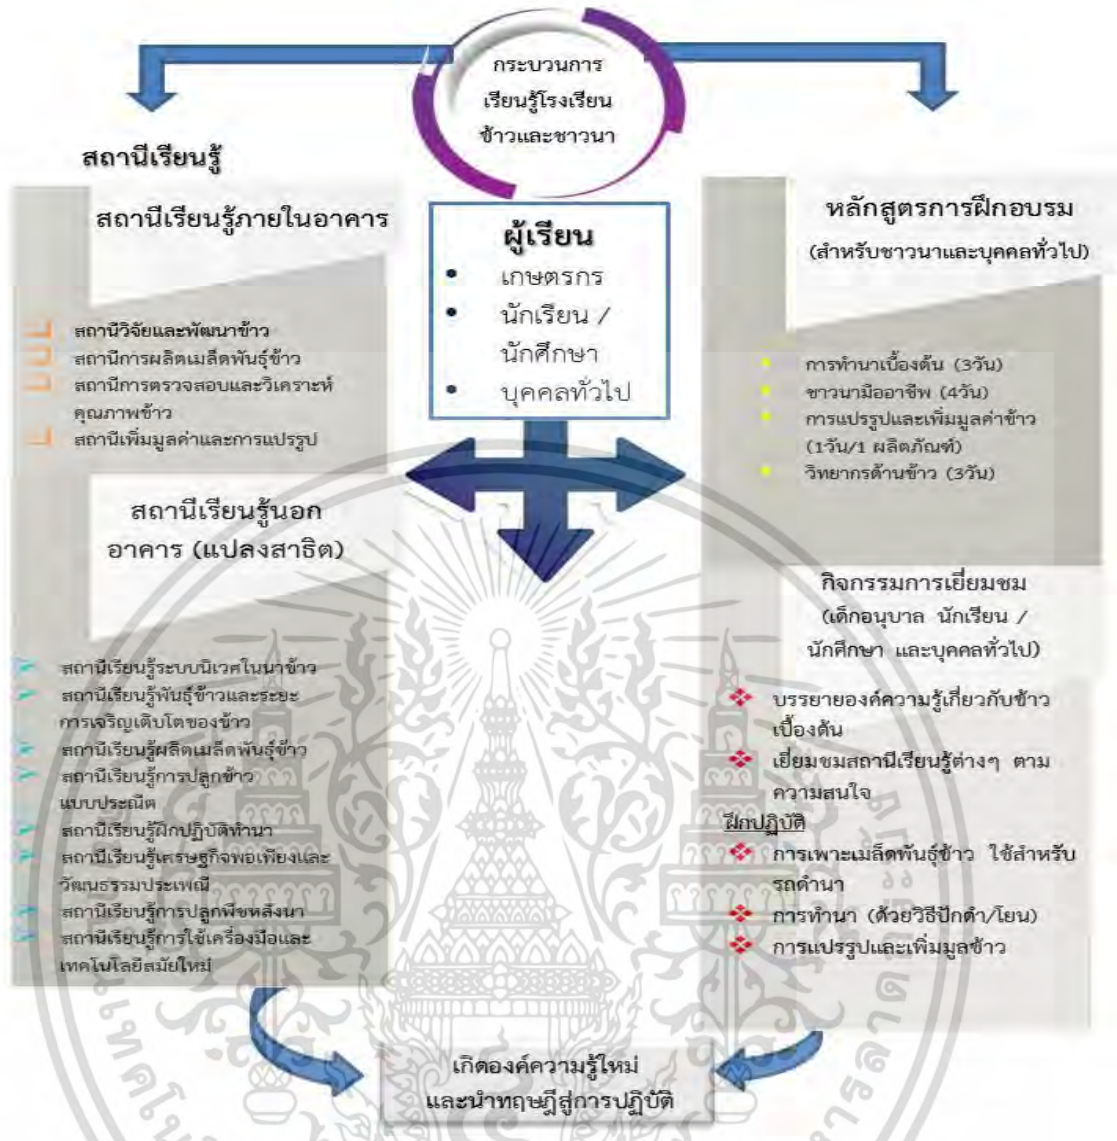 กระบวนการ
เรียนรู้โรงเรียน
ข้าวและชาวนา
สถานีเรียนรู้
สถานีเรียนรู้ภายในอาคาร
สถานีวิจัยและพัฒนาข้าว
สถานีการผลิตเมล็ดพันธุ์ข้าว
สถานีการตรวจสอบและวิเคราะห์
คุณภาพข้าว
สถานีเพิ่มมูลค่าและการแปรรูป
สถานีเรียนรู้นอก
อาคาร (แปลงสาธิต)
สถานีเรียนรู้ระบบนิเวศในนาข้าว
สถานีเรียนรู้พันธุ์ข้าวและระยะ
การเจริญเติบโตของข้าว
สถานีเรียนรู้ผลิตเมล็ดพันธุ์ข้าว
สถานีเรียนรู้การปลูกข้าว
แบบประณีต
สถานีเรียนรู้ฝึกปฏิบัติทำนา
สถานีเรียนรู้เศรษฐกิจพอเพียงและ
วัฒนธรรมประเพณี
สถานีเรียนรู้การปลูกพืชหลังนา
สถานีเรียนรู้การใช้เครื่องมือและ
เทคโนโลยีสมัยใหม่
ผู้เรียน
• เกษตรกร
• นักเรียน /
นักศึกษา
• บุคคลทั่วไป
หลักสูตรการฝึกอบรม
(สำหรับชาวนาและบุคคลทั่วไป)
การทำนาเบื้องต้น (3วัน)
ชาวนามืออาชีพ (4วัน)
การแปรรูปและเพิ่มมูลค่าข้าว
(1วัน/1 ผลิตภัณฑ์)
วิทยากรด้านข้าว (3วัน)
กิจกรรมการเยี่ยมชม
(เด็กอนุบาล นักเรียน /
นักศึกษา และบุคคลทั่วไป)
บรรยายองค์ความรู้เกี่ยวกับข้าว
เบื้องต้น
เยี่ยมชมสถานีเรียนรู้ต่างๆ ตาม
ความสนใจ
ฝึกปฏิบัติ
การเพาะเมล็ดพันธุ์ข้าว ใช้สำหรับ
รถดำนา
การทำนา (ด้วยวิธีปักดำ/โยน)
การแปรรูปและเพิ่มมูลข้าว
เกิดองค์ความรู้ใหม่
และนำทฤษฎีสู่การปฏิบัติ